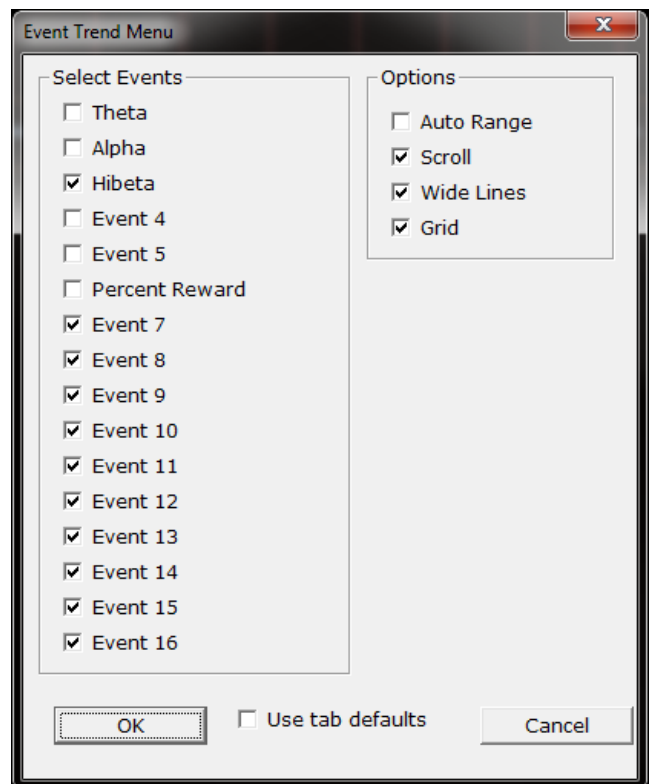 Event Trend Menu
Select Events
Theta
Alpha
Hibeta
Event 4
Event 5
Percent Reward
Event 7
Event 8
Event 9
Event 10
Event 11
Event 12
Event 13
Event 14
Event 15
Event 16
Options
Auto Range
Scroll
Wide Lines
Grid
OK
Use tab defaults
Cancel